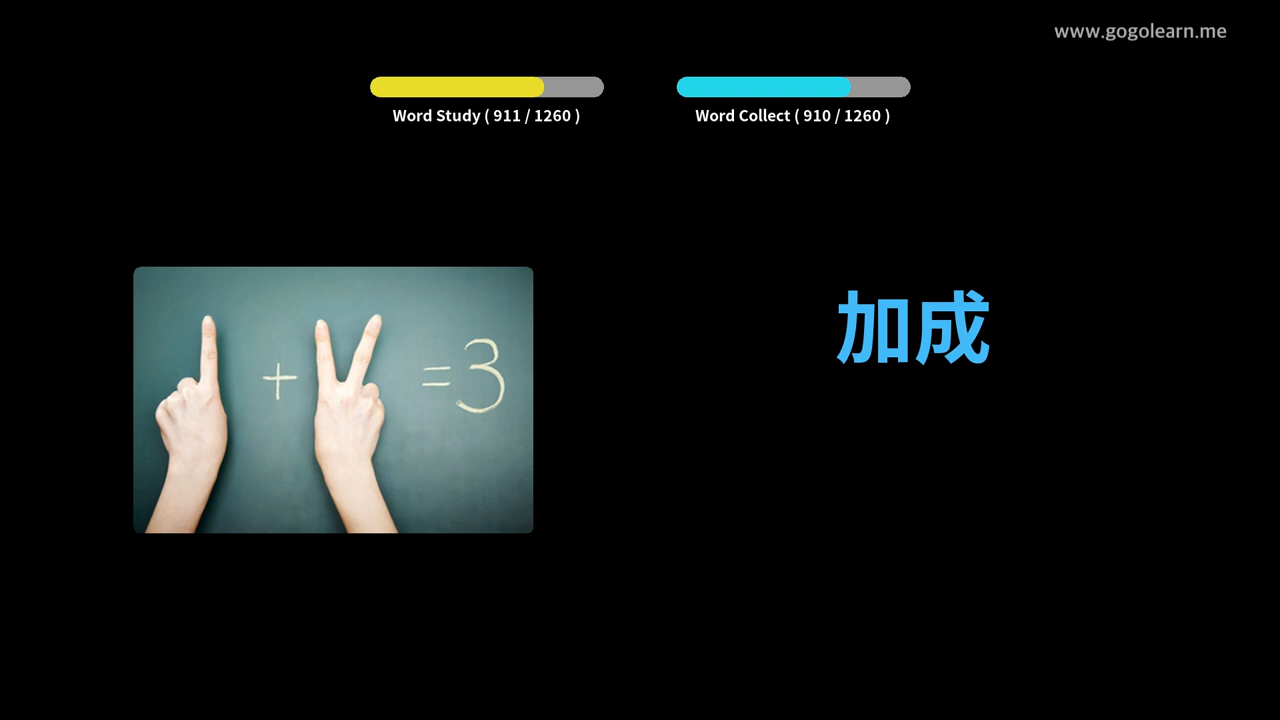 www.gogolearn.me
Word Study ( 911 / 1260 )
Word Collect ( 910 / 1260 )
+ =3
加成